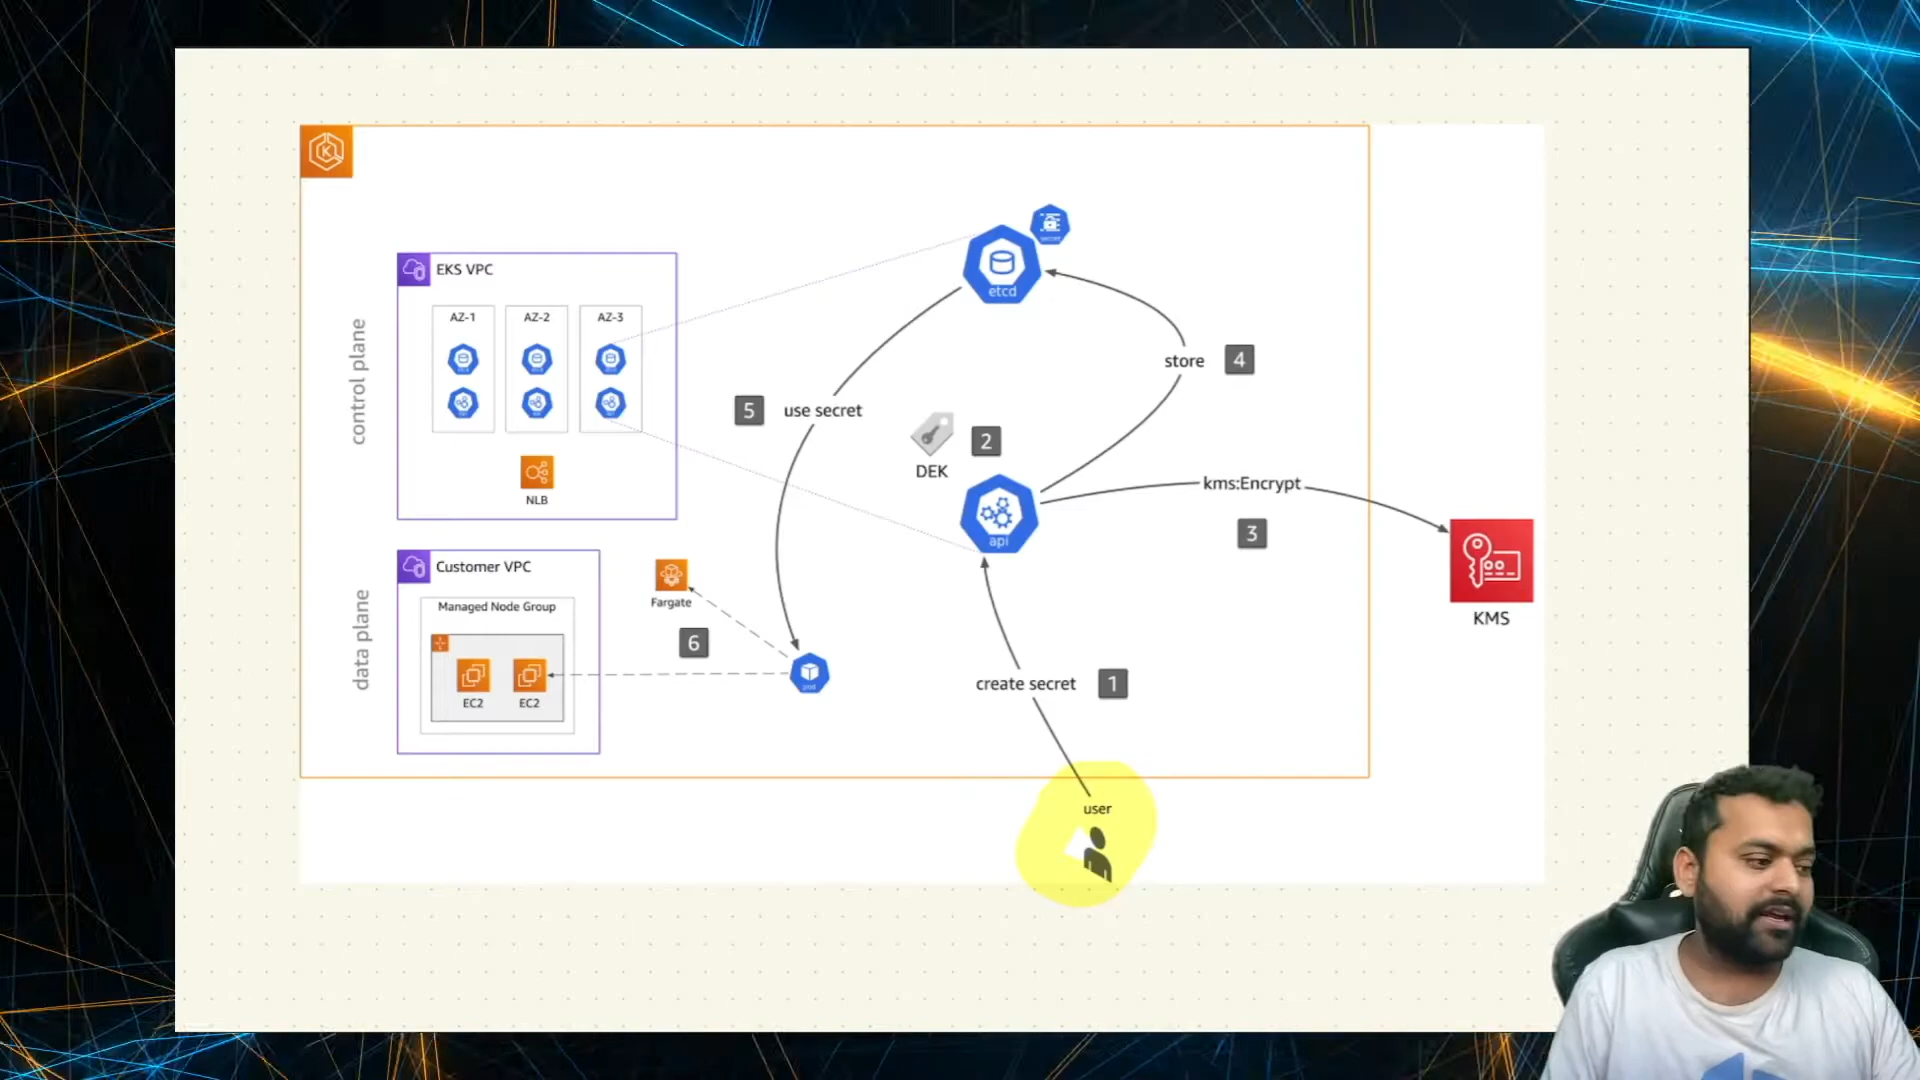 EKS VPC
AZ-1
AZ-2
AZ-3
control plane
NLB
etcd
store
4
5
use secret
2
DEK
api
kms:Encrypt
3
KMS
Customer VPC
Managed Node Group
EC2
EC2
data plane
Fargate
6
pod
create secret
1
user